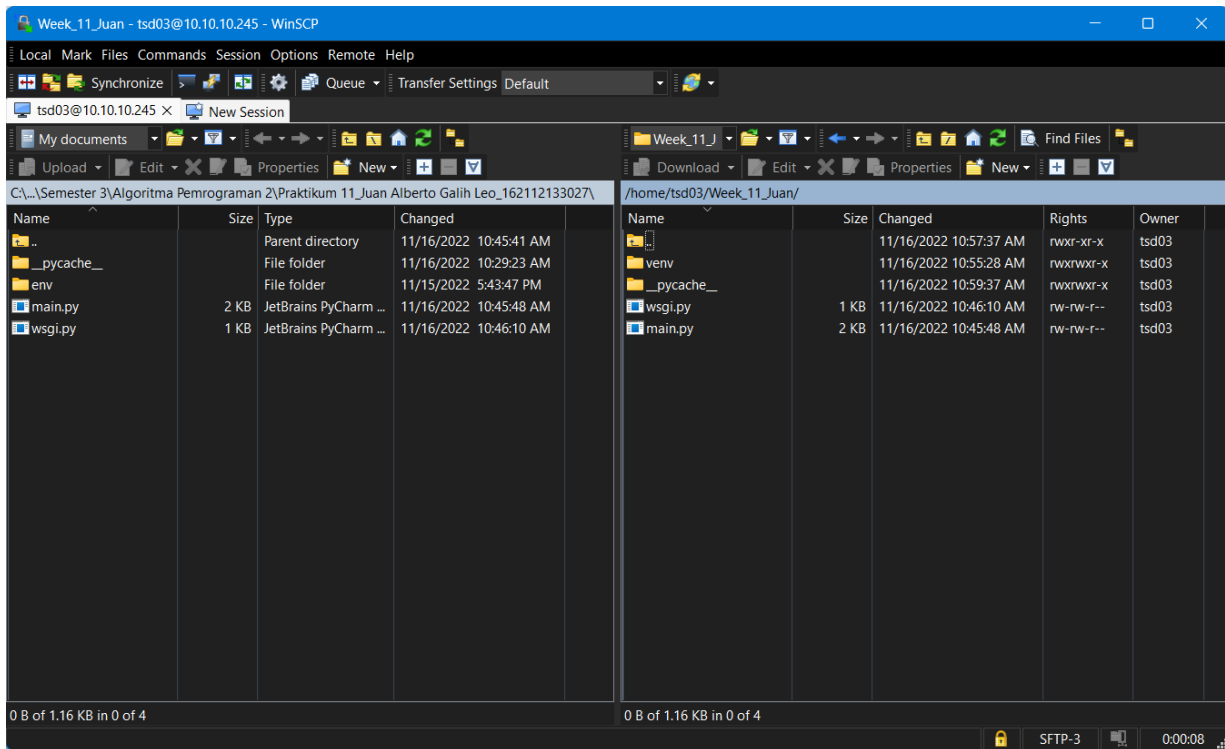 Week_11_Juan - tsd03@10.10.10.245 - WinSCP
Local Mark Files Commands Session Options Remote Help
Synchronize Queue Transfer Settings Default
tsd03@10.10.10.245 New Session
My documents
Upload Edit Properties New
C:\...\Semester 3\Algoritma Pemrograman 2\Praktikum 11_Juan Alberto Galih Leo_162112133027\
Name Size Type Changed
.. Parent directory 11/16/2022 10:45:41 AM
__pycache__ File folder 11/16/2022 10:29:23 AM
env File folder 11/15/2022 5:43:47 PM
main.py 2 KB JetBrains PyCharm ... 11/16/2022 10:45:48 AM
wsgi.py 1 KB JetBrains PyCharm ... 11/16/2022 10:46:10 AM
0 B of 1.16 KB in 0 of 4
Week_11_J Find Files
Download Edit Properties New
/home/tsd03/Week_11_Juan/
Name Size Changed Rights Owner
.. 11/16/2022 10:57:37 AM rwxr-xr-x tsd03
venv 11/16/2022 10:55:28 AM rwxrwxr-x tsd03
__pycache__ 11/16/2022 10:59:37 AM rwxrwxr-x tsd03
wsgi.py 1 KB 11/16/2022 10:46:10 AM rw-rw-r-- tsd03
main.py 2 KB 11/16/2022 10:45:48 AM rw-rw-r-- tsd03
0 B of 1.16 KB in 0 of 4
SFTP-3 0:00:08